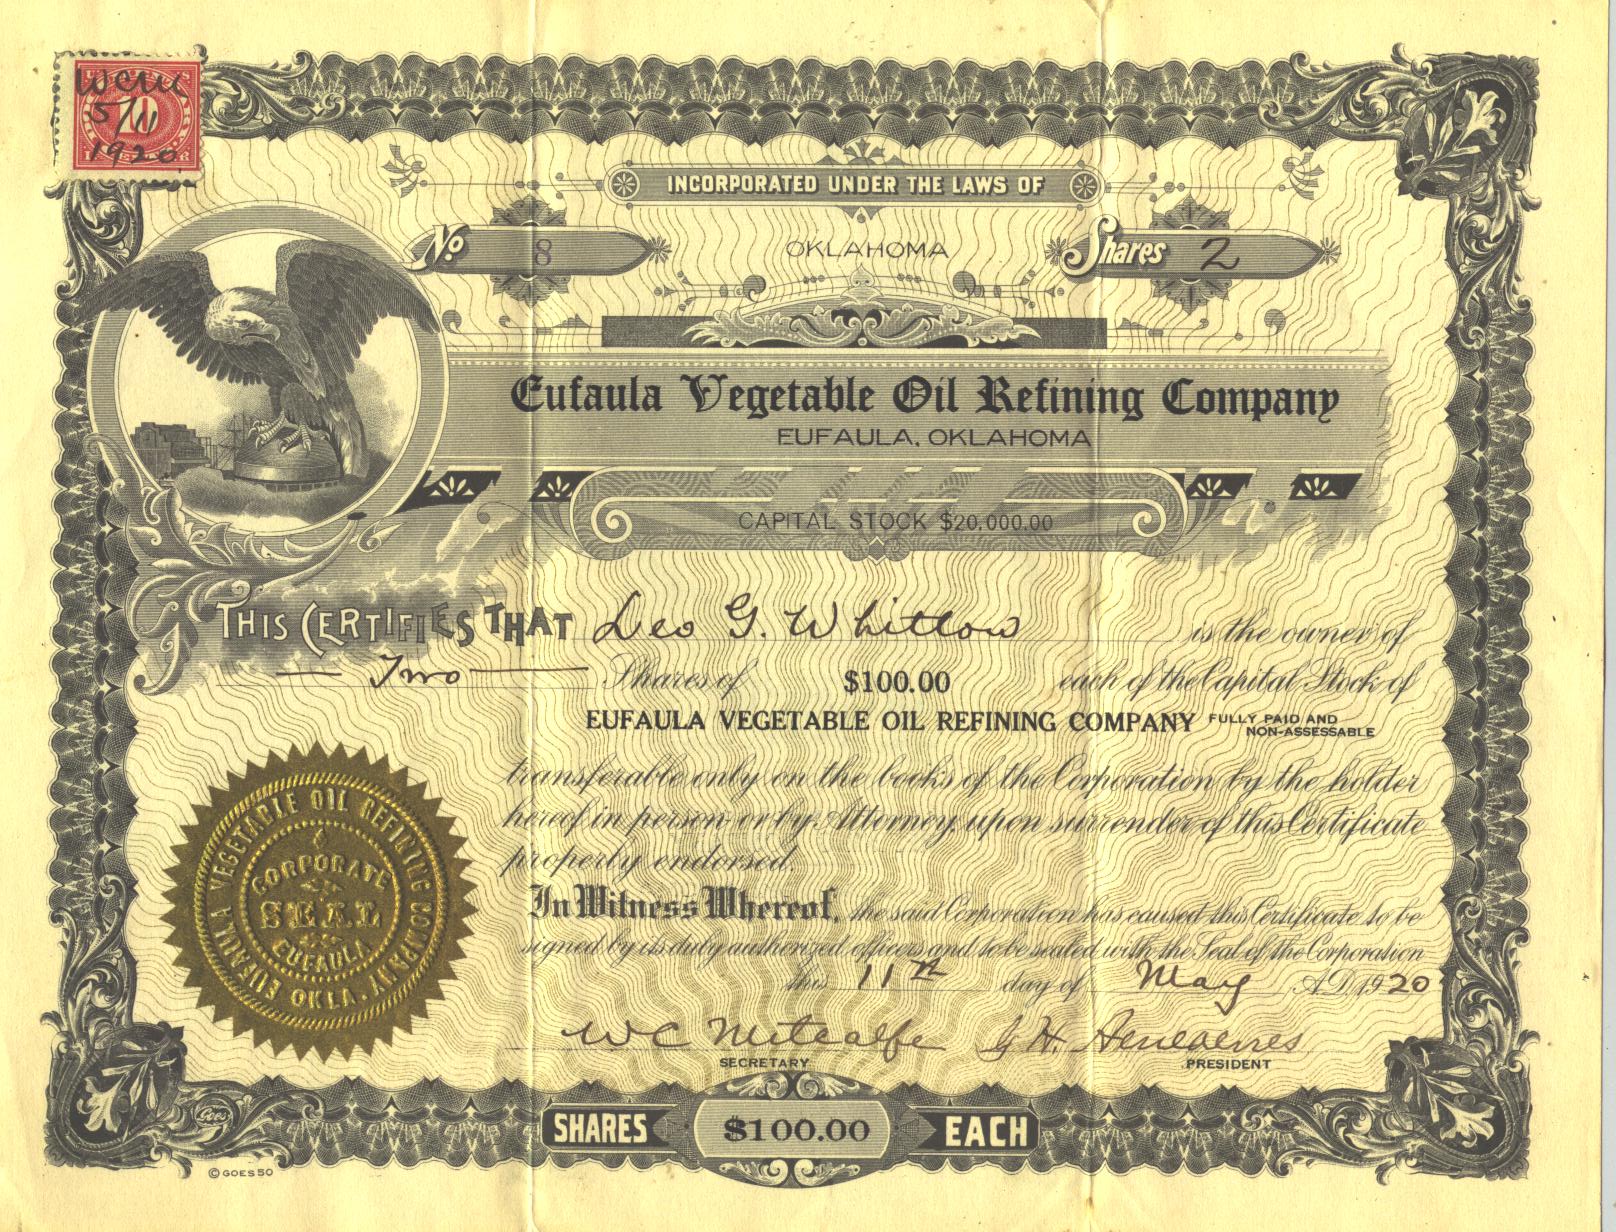 WCM
5/11
1920
INCORPORATED UNDER THE LAWS OF
No. 8
OKLAHOMA
Shares 2
Eufaula Vegetable Oil Refining Company
EUFAULA, OKLAHOMA
CAPITAL STOCK $20,000.00
THIS CERTIFIES THAT Leo G. Whitlow is the owner of
Two Shares of $100.00 each of the Capital Stock of
EUFAULA VEGETABLE OIL REFINING COMPANY FULLY PAID AND
NON-ASSESSABLE
transferable only on the books of the Corporation by the holder
hereof in person or by Attorney, upon surrender of this Certificate
properly endorsed.
In Witness Whereof, the said Corporation has caused this Certificate to be
signed by its duly authorized officers and to be sealed with the Seal of the Corporation
this 11th day of May A.D. 1920
WC Metcalfe
SECRETARY
H.
PRESIDENT
EUFAULA VEGETABLE OIL REFINING COMPANY
OKLA.
CORPORATE
SEAL
EUFAULA
SHARES $100.00 EACH
Goes
© GOES 50